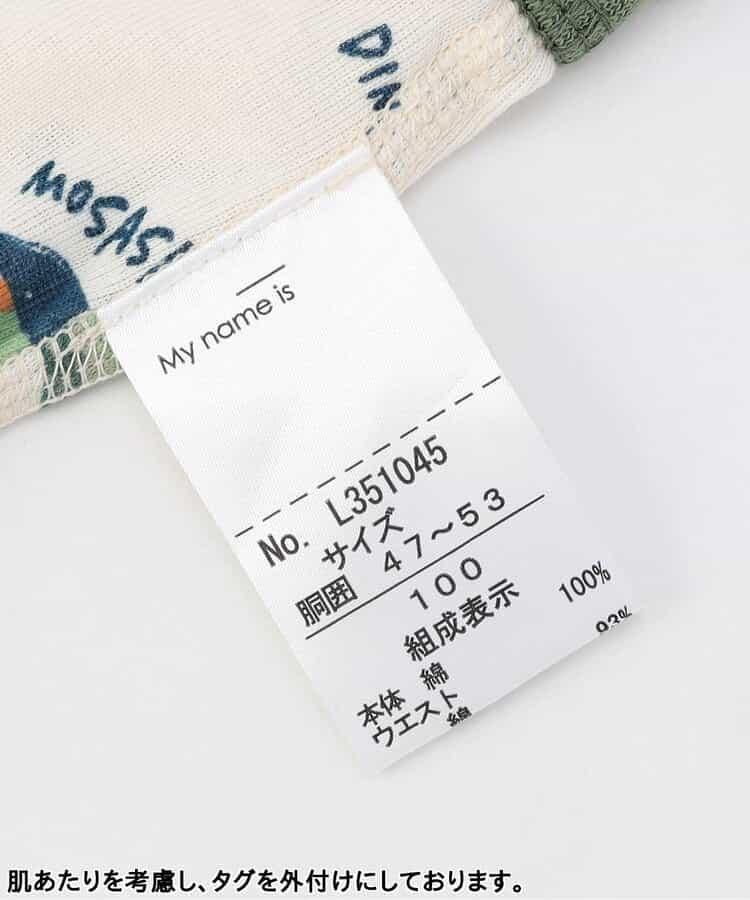 DIN
MOSASA
My name is
No. L351045
サイズ
胴囲 47～53
100
組成表示
本体 綿 100%
ウエスト 綿 93%
肌あたりを考慮し、タグを外付けにしております。